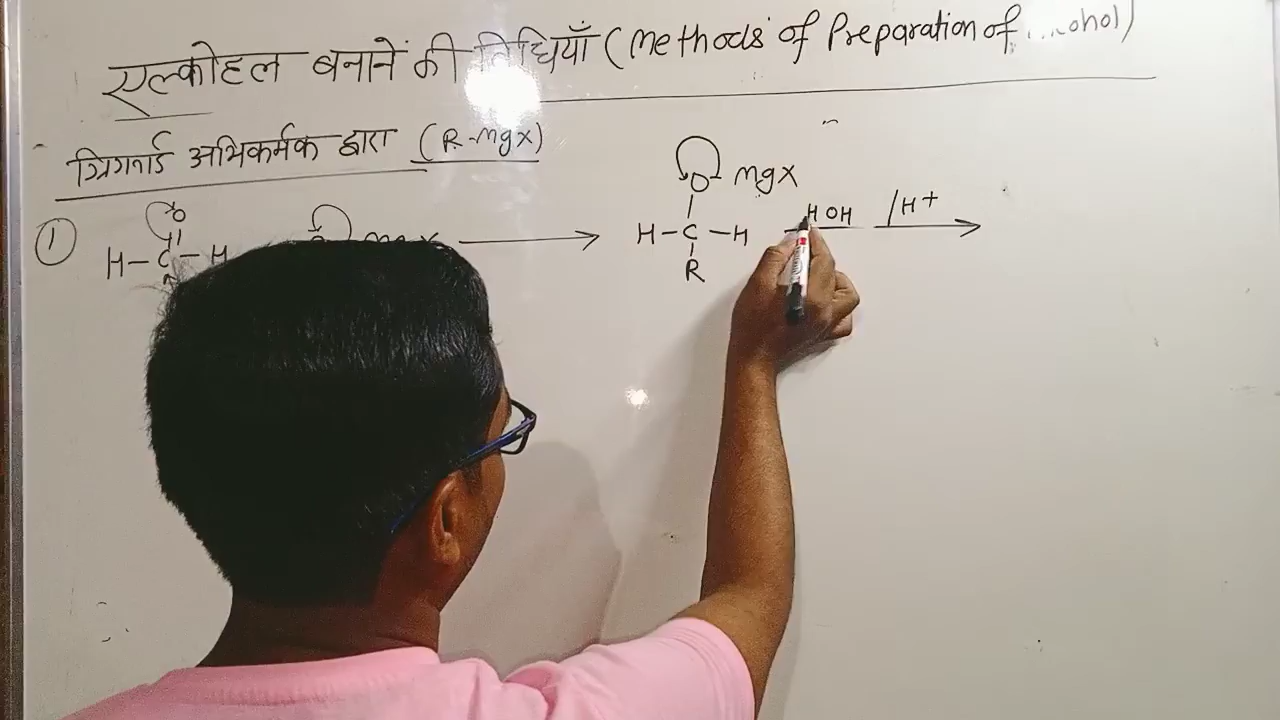 एल्कोहल बनाने की विधियाँ (Methods of Preparation of
ग्रिगनार्ड अभिकर्मक द्वारा (R-Mgx)
①
O
H-C-H
O MgX
H-C-H
R
HOH /H+